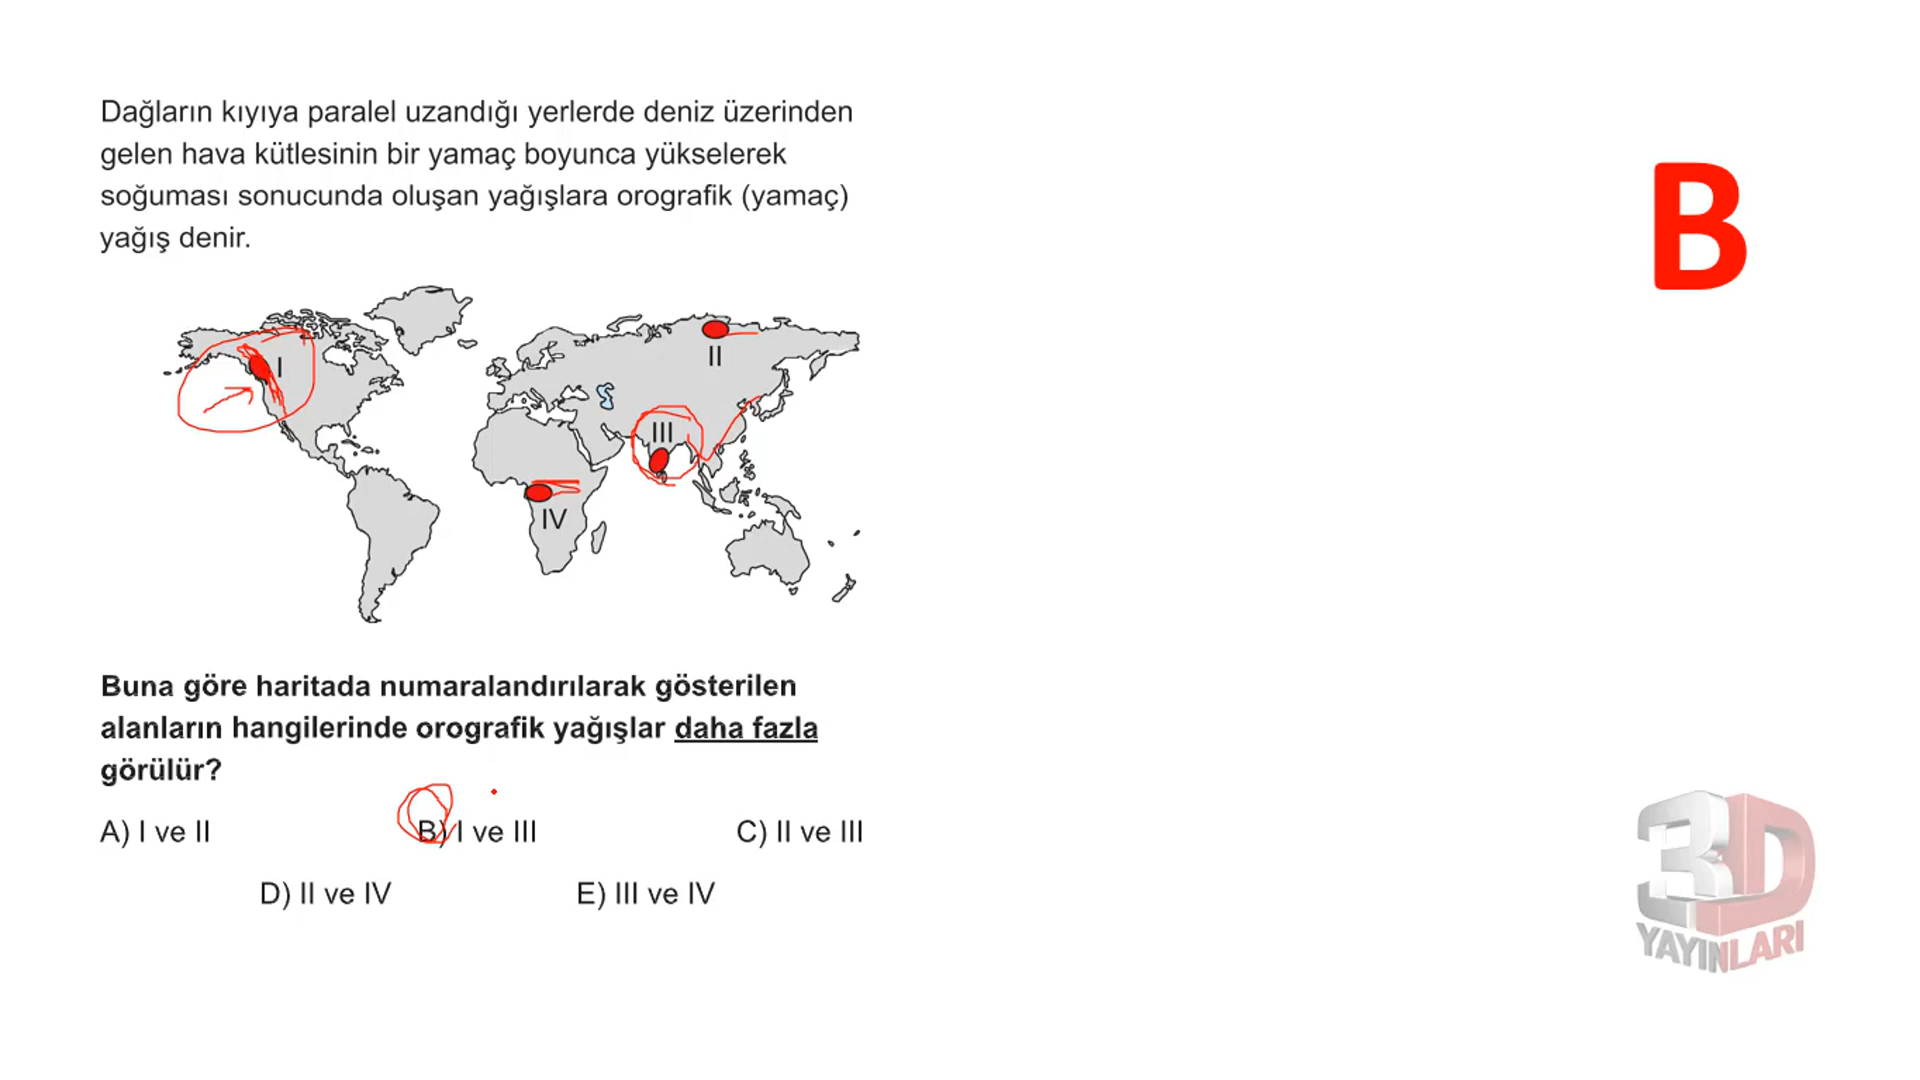 Dağların kıyıya paralel uzandığı yerlerde deniz üzerinden
gelen hava kütlesinin bir yamaç boyunca yükselerek
soğuması sonucunda oluşan yağışlara orografik (yamaç)
yağış denir.
B
I
II
III
IV
Buna göre haritada numaralandırılarak gösterilen
alanların hangilerinde orografik yağışlar daha fazla
görülür?
A) I ve II
B) I ve III
C) II ve III
D) II ve IV
E) III ve IV
3D
YAYINLARI